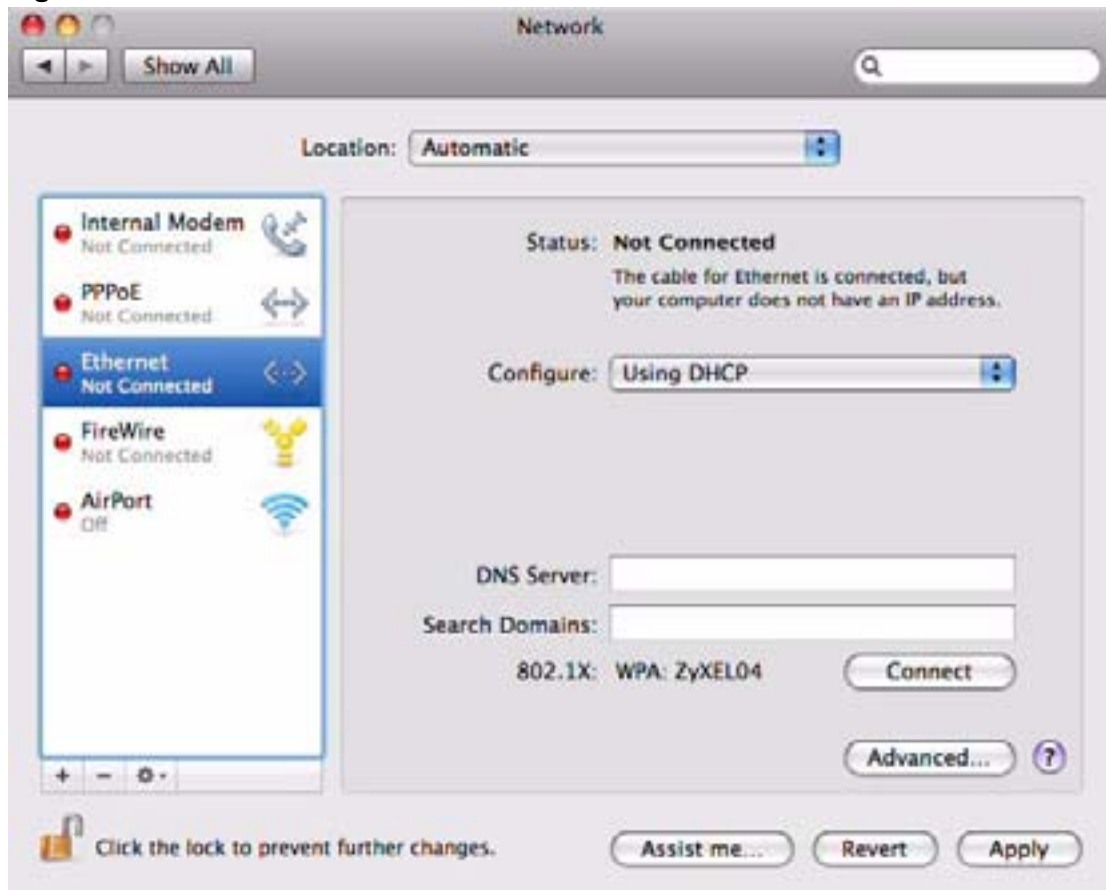 Network
Show All
Location: Automatic
Internal Modem
Not Connected
PPPoE
Not Connected
Ethernet
Not Connected
FireWire
Not Connected
AirPort
Off
Status: Not Connected
The cable for Ethernet is connected, but
your computer does not have an IP address.
Configure: Using DHCP
DNS Server:
Search Domains:
802.1X: WPA: ZyXEL04 Connect
Advanced... ?
+ -
Click the lock to prevent further changes.
Assist me... Revert Apply